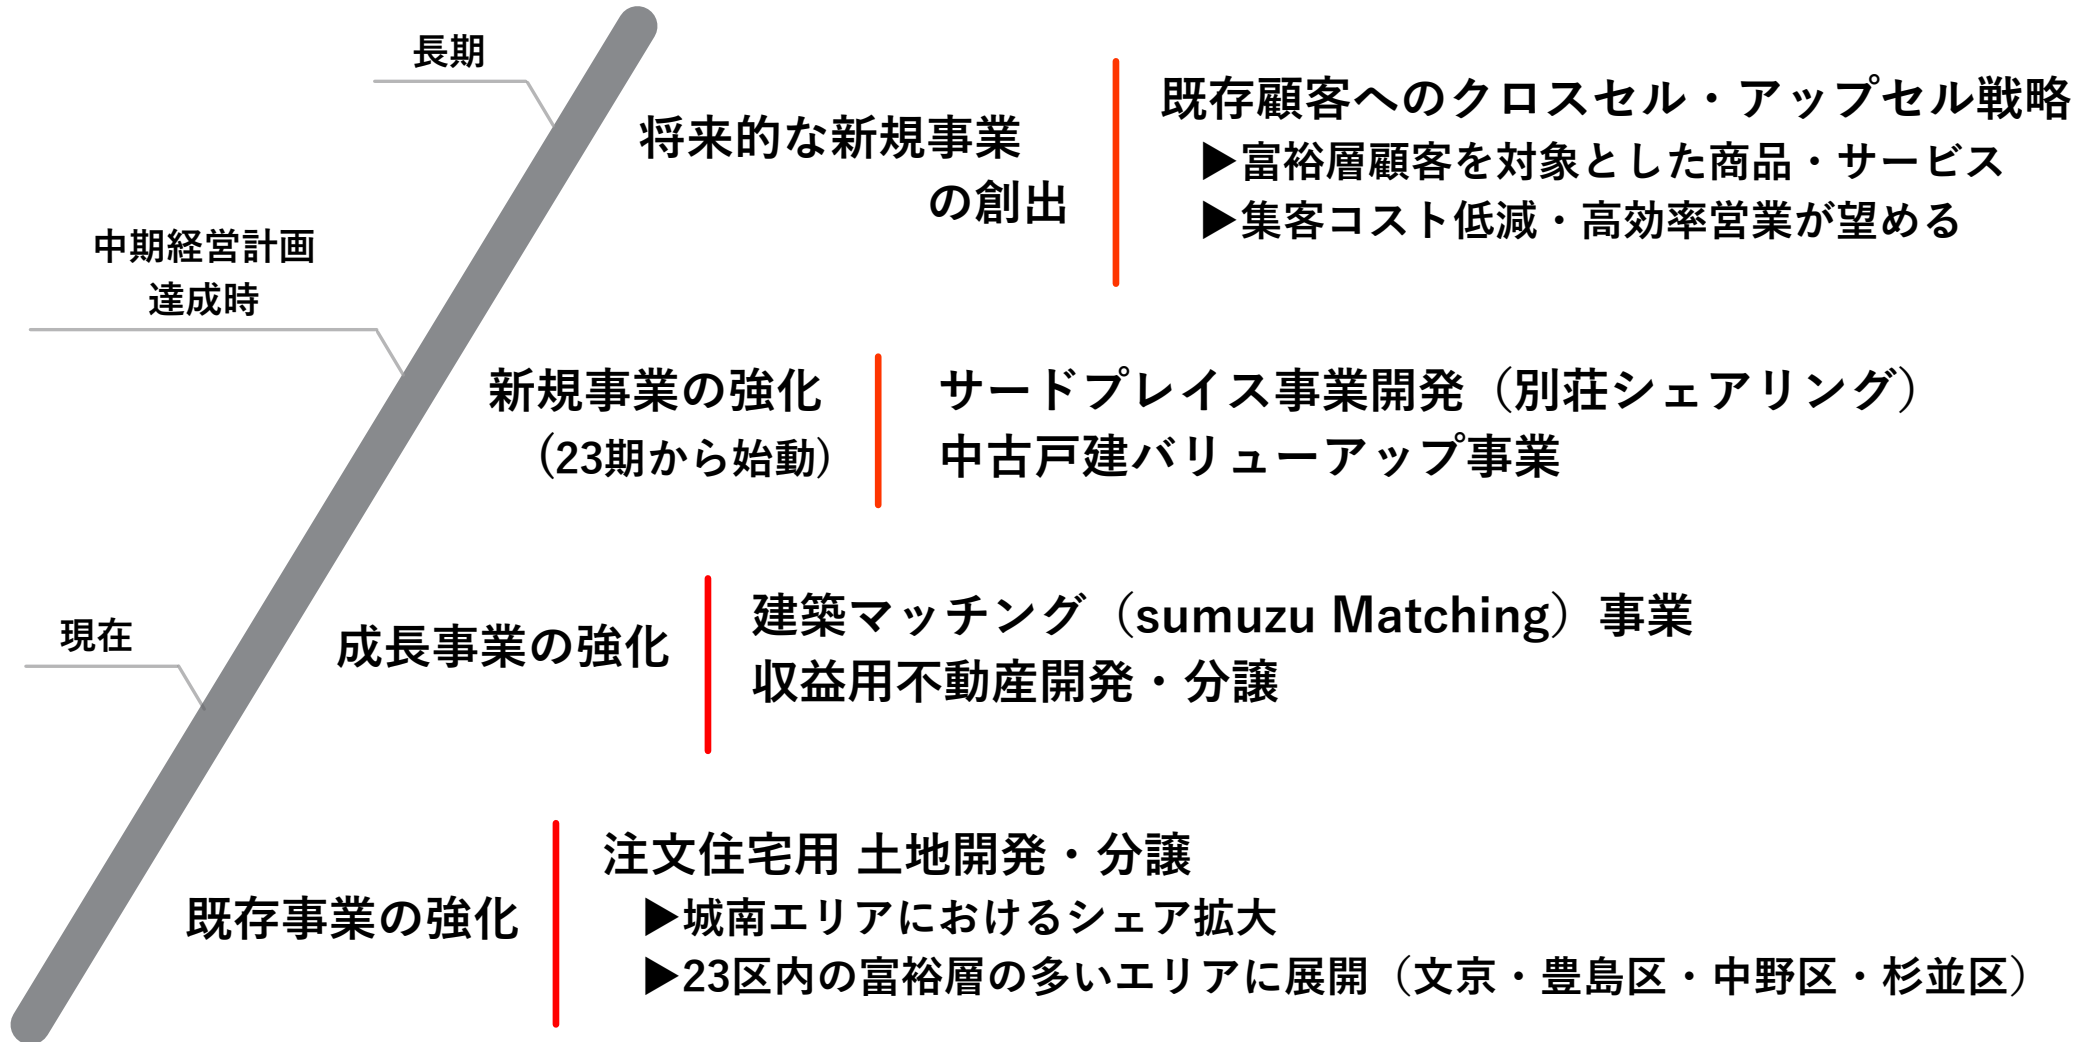 長期
将来的な新規事業
の創出
既存顧客へのクロスセル・アップセル戦略
▶富裕層顧客を対象とした商品・サービス
▶集客コスト低減・高効率営業が望める
中期経営計画
達成時
新規事業の強化
(23期から始動)
サードプレイス事業開発（別荘シェアリング）
中古戸建バリューアップ事業
現在
成長事業の強化
建築マッチング（sumuzu Matching）事業
収益用不動産開発・分譲
既存事業の強化
注文住宅用 土地開発・分譲
▶城南エリアにおけるシェア拡大
▶23区内の富裕層の多いエリアに展開（文京・豊島区・中野区・杉並区）